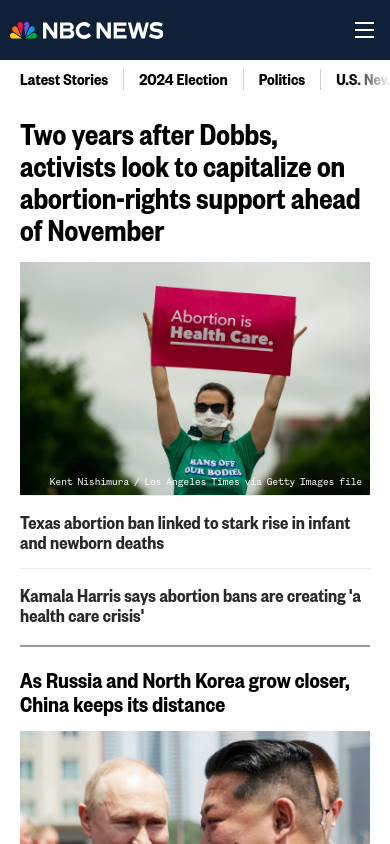 NBC NEWS
Latest Stories
2024 Election
Politics
U.S. New
Two years after Dobbs,
activists look to capitalize on
abortion-rights support ahead
of November
Abortion is
Health Care.
BANS OFF
OUR BODIES
Kent Nishimura / Los Angeles Times via Getty Images file
Texas abortion ban linked to stark rise in infant
and newborn deaths
Kamala Harris says abortion bans are creating 'a
health care crisis'
As Russia and North Korea grow closer,
China keeps its distance